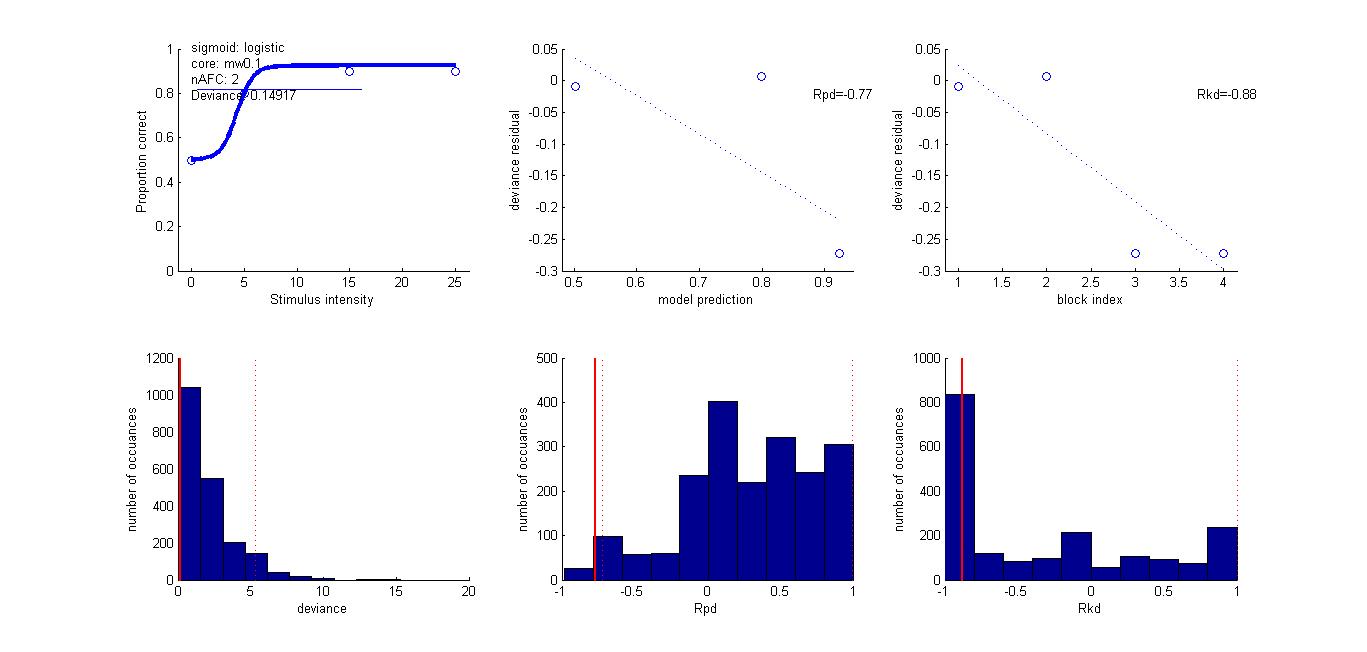 sigmoid: logistic
core: mw0.1
nAFC: 2
Deviance: 0.14917
1
0.8
0.6
0.4
0.2
0
Proportion correct
0 5 10 15 20 25
Stimulus intensity
0.05
0
-0.05
-0.1
-0.15
-0.2
-0.25
-0.3
deviance residual
Rpd=-0.77
0.5 0.6 0.7 0.8 0.9
model prediction
0.05
0
-0.05
-0.1
-0.15
-0.2
-0.25
-0.3
deviance residual
Rkd=-0.88
1 1.5 2 2.5 3 3.5 4
block index
1200
1000
800
600
400
200
0
number of occuances
0 5 10 15 20
deviance
500
400
300
200
100
0
number of occuances
-1 -0.5 0 0.5 1
Rpd
1000
800
600
400
200
0
number of occuances
-1 -0.5 0 0.5 1
Rkd